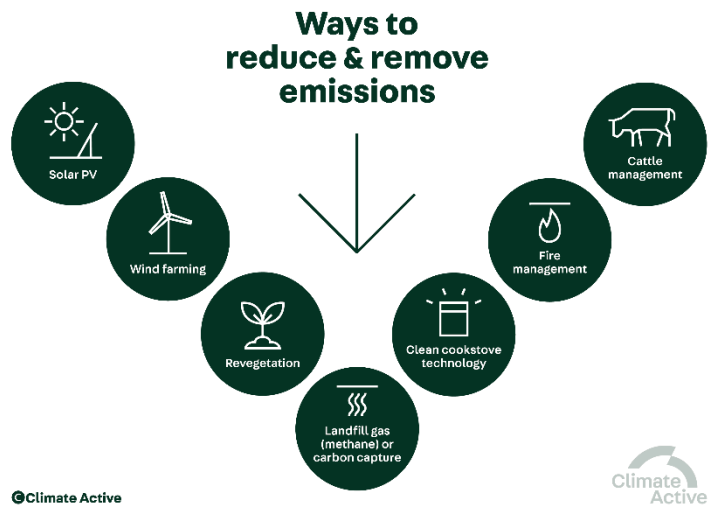 Ways to
reduce & remove
emissions
Solar PV
Wind farming
Revegetation
Landfill gas
(methane) or
carbon capture
Clean cookstove
technology
Fire
management
Cattle
management
Climate Active
Climate
Active